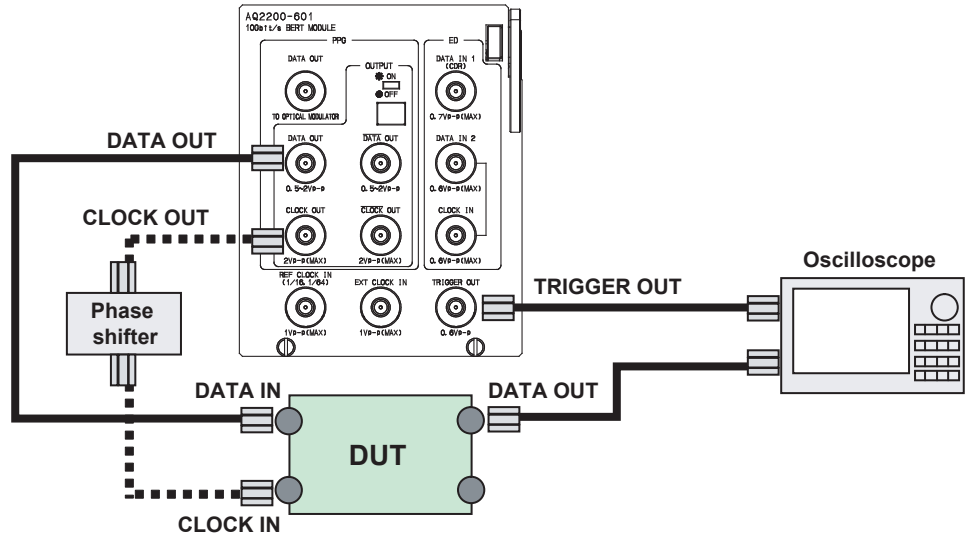 AQ2200-601
10Gbit/s BERT MODULE
PPG
ED
DATA OUT
TO OPTICAL MODULATOR
OUTPUT
ON
OFF
DATA IN 1
(CDR)
0.7Vp-p(MAX)
DATA OUT
DATA OUT
0.5~2Vp-p
DATA OUT
0.5~2Vp-p
DATA IN 2
0.6Vp-p(MAX)
CLOCK OUT
CLOCK OUT
2Vp-p(MAX)
CLOCK OUT
2Vp-p(MAX)
CLOCK IN
0.6Vp-p(MAX)
REF CLOCK IN
(1/16, 1/64)
1Vp-p(MAX)
EXT CLOCK IN
1Vp-p(MAX)
TRIGGER OUT
0.6Vp-p
TRIGGER OUT
Oscilloscope
Phase
shifter
DATA IN
DATA OUT
DUT
CLOCK IN